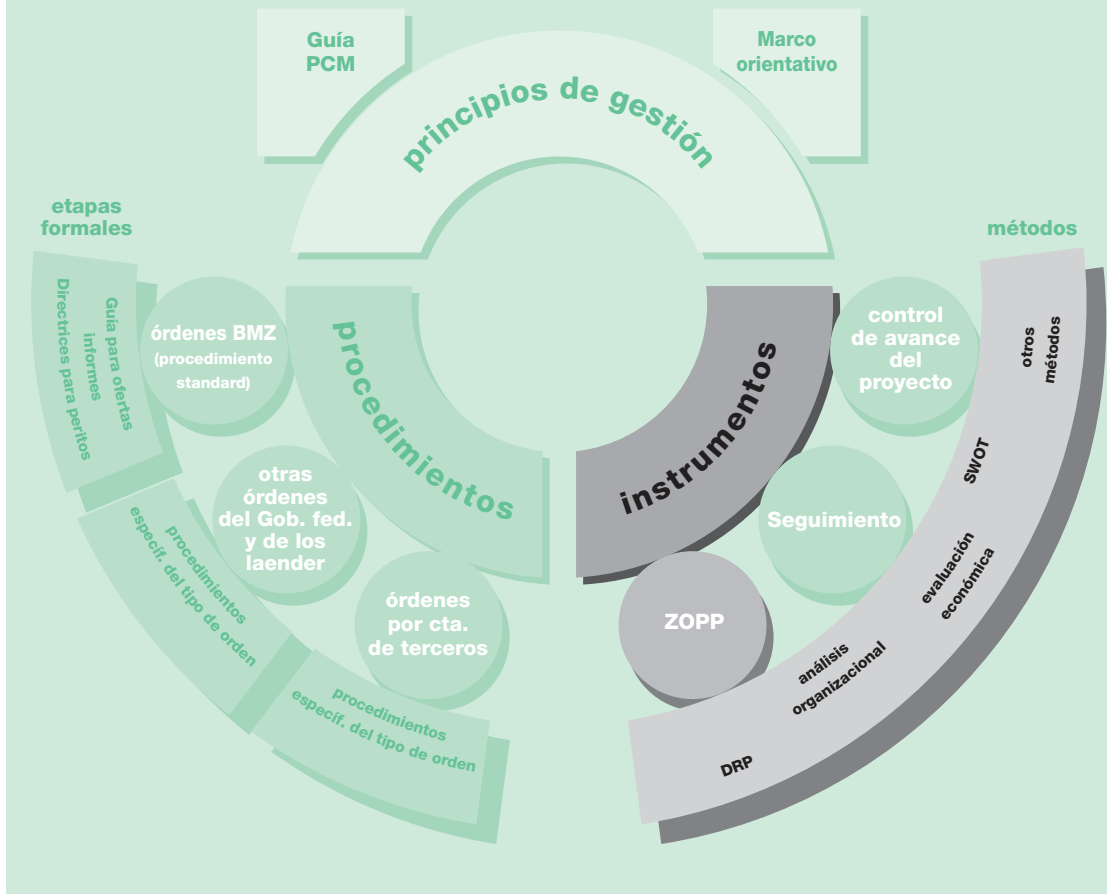 Guía
PCM
Marco
orientativo
principios de gestión
etapas
formales
métodos
Guía para ofertas
informes
Directrices para peritos
órdenes BMZ
(procedimiento
standard)
procedimientos
control
de avance
del
proyecto
otros
métodos
instrumentos
otras
órdenes
del Gob. fed.
y de los
laender
Seguimiento
SWOT
procedimientos
específ. del tipo de orden
órdenes
por cta.
de terceros
ZOPP
evaluación
económica
análisis
organizacional
procedimientos
específ. del tipo de orden
DRP